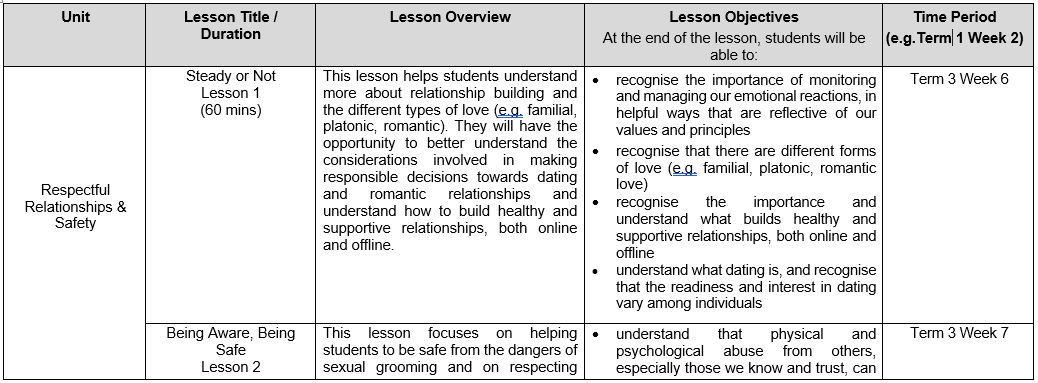 Unit
Lesson Title /
Duration
Lesson Overview
Lesson Objectives
At the end of the lesson, students will be
able to:
Time Period
(e.g.Term 1 Week 2)
Respectful
Relationships &
Safety
Steady or Not
Lesson 1
(60 mins)
This lesson helps students understand
more about relationship building and
the different types of love (e.g. familial,
platonic, romantic). They will have the
opportunity to better understand the
considerations involved in making
responsible decisions towards dating
and romantic relationships and
understand how to build healthy and
supportive relationships, both online
and offline.
• recognise the importance of monitoring
and managing our emotional reactions, in
helpful ways that are reflective of our
values and principles
• recognise that there are different forms
of love (e.g. familial, platonic, romantic
love)
• recognise the importance and
understand what builds healthy and
supportive relationships, both online and
offline
• understand what dating is, and recognise
that the readiness and interest in dating
vary among individuals
Term 3 Week 6
Being Aware, Being
Safe
Lesson 2
This lesson focuses on helping
students to be safe from the dangers of
sexual grooming and on respecting
• understand that physical and
psychological abuse from others,
especially those we know and trust, can
Term 3 Week 7